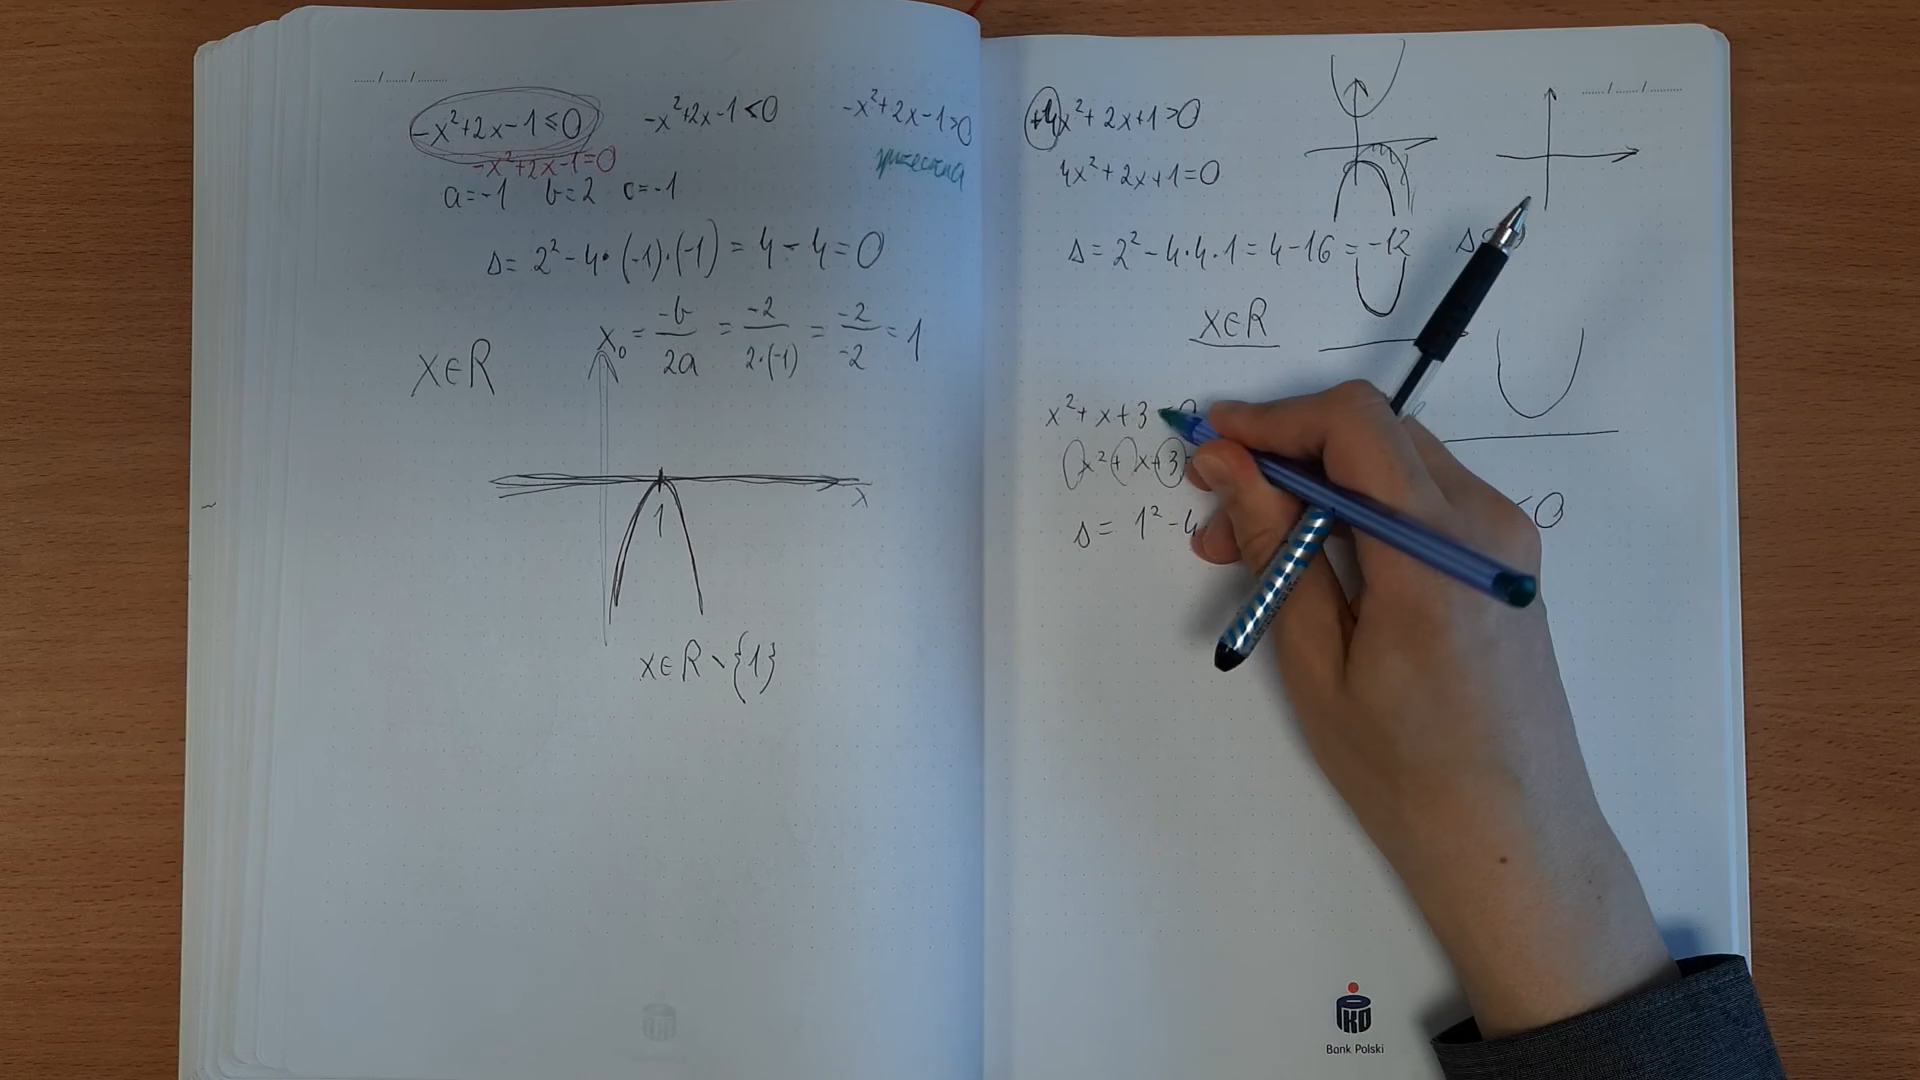 -x²+2x-1≤0
-x²+2x-1<0
-x²+2x-1>0
-x²+2x-1=0
sprzeczna
a=-1 b=2 c=-1
Δ= 2²-4·(-1)·(-1) = 4-4=0
x₀ = -b/2a = -2/2·(-1) = -2/-2 = 1
x∈R
x
1
x∈R∖{1}
+4x²+2x+1>0
4x²+2x+1=0
Δ= 2²-4·4·1=4-16=-12
x∈R
x²+x+3
x²+x+3
Δ= 1²-4
<0
PKO
Bank Polski